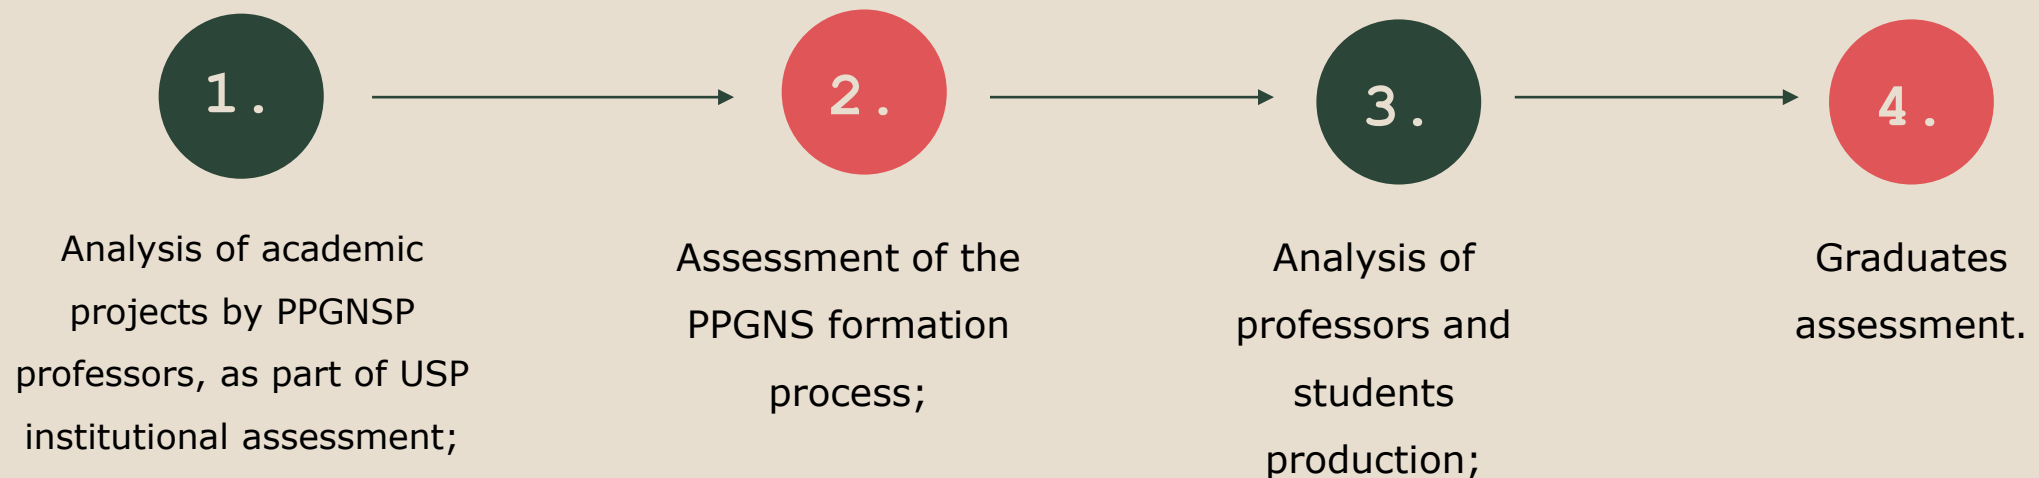 1.
Analysis of academic
projects by PPGNSP
professors, as part of USP
institutional assessment;
2.
Assessment of the
PPGNS formation
process;
3.
Analysis of
professors and
students
production;
4.
Graduates
assessment.